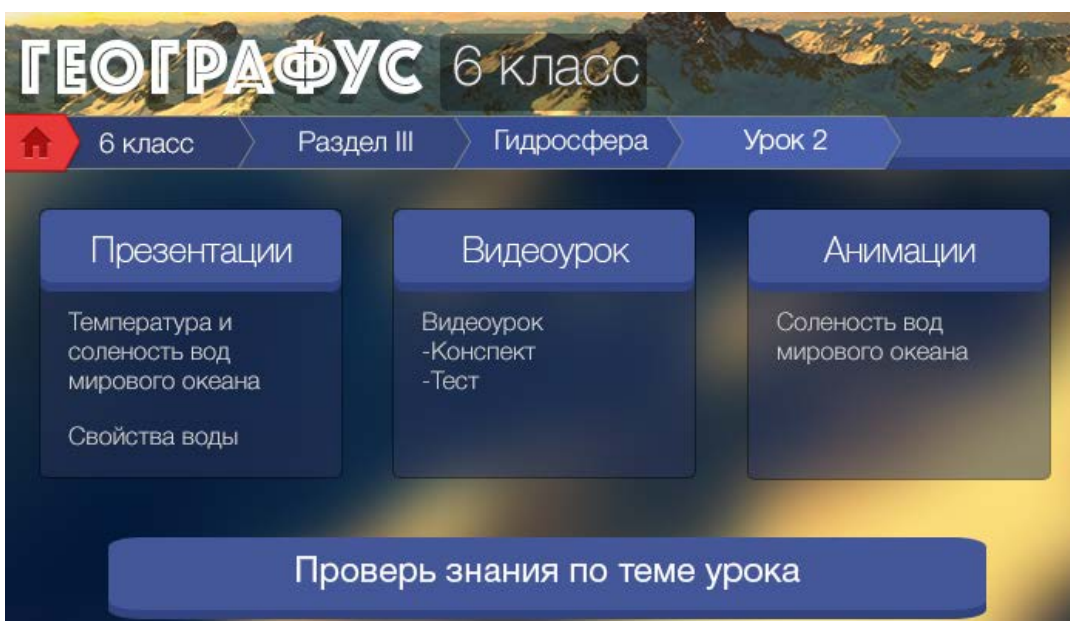 ГЕОГРАФУС 6 класс
6 класс Раздел III Гидросфера Урок 2
Презентации
Температура и
соленость вод
мирового океана
Свойства воды
Видеоурок
Видеоурок
-Конспект
-Тест
Анимации
Соленость вод
мирового океана
Проверь знания по теме урока